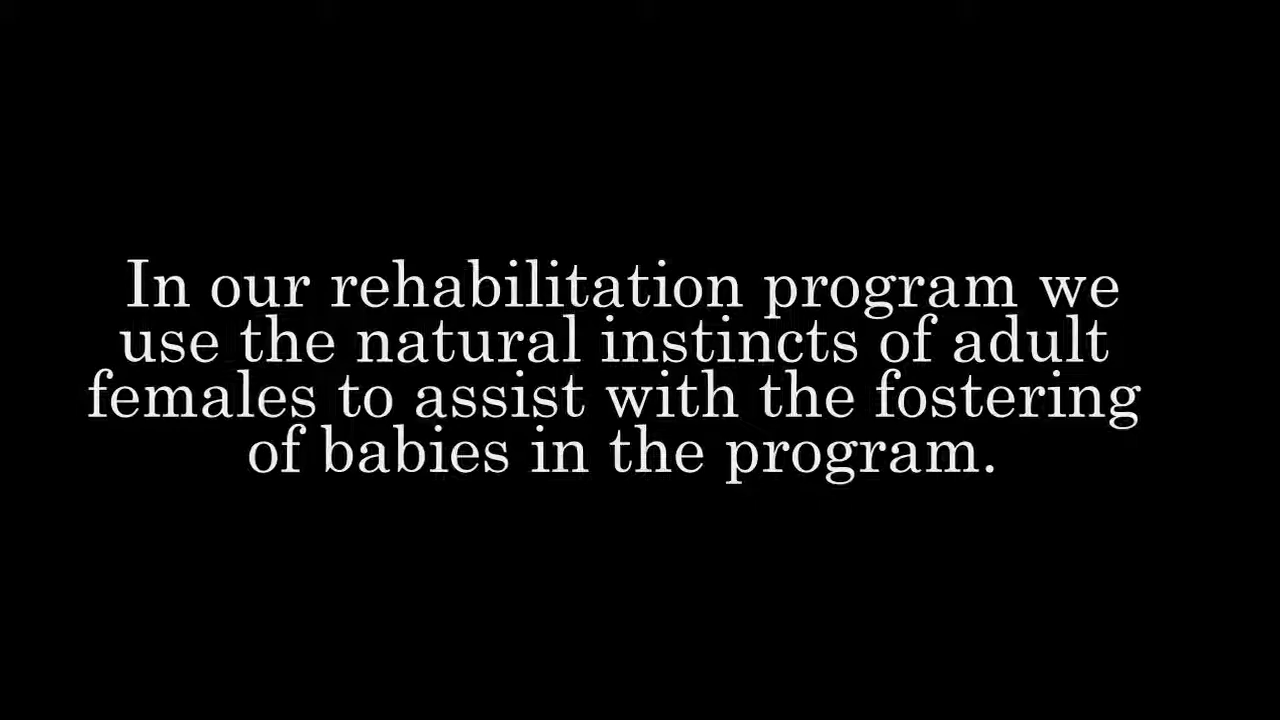 In our rehabilitation program we
use the natural instincts of adult
females to assist with the fostering
of babies in the program.